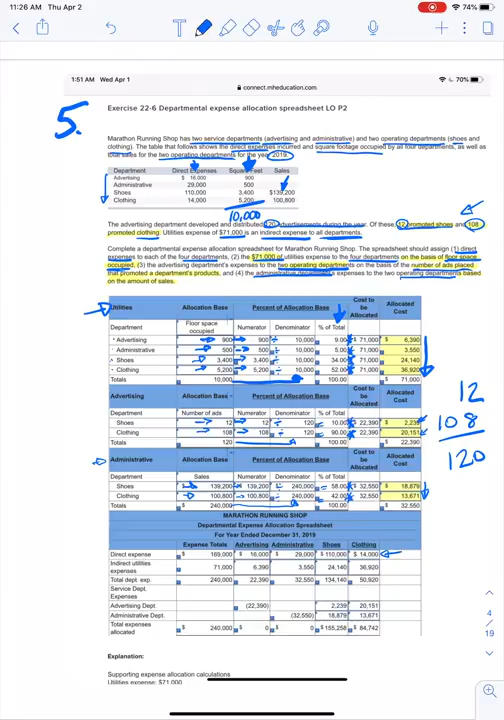 11:26 AM Thu Apr 2
74%
1:51 AM Wed Apr 1
70%
connect.mheducation.com
5.
Exercise 22-6 Departmental expense allocation spreadsheet LO P2
Marathon Running Shop has two service departments (advertising and administrative) and two operating departments (shoes and
clothing). The table that follows shows the direct expenses incurred and square footage occupied by all four departments, as well as
total sales for the two operating departments for the year 2019.
Department Direct Expenses Square Feet Sales
Advertising $ 16,000 900
Administrative 29,000 500
Shoes 110,000 3,400 $139,200
Clothing 14,000 5,200 100,800
10,000
The advertising department developed and distributed 120 advertisements during the year. Of these, 12 promoted shoes and 108
promoted clothing. Utilities expense of $71,000 is an indirect expense to all departments.
Complete a departmental expense allocation spreadsheet for Marathon Running Shop. The spreadsheet should assign (1) direct
expenses to each of the four departments, (2) the $71,000 of utilities expense to the four departments on the basis of floor space
occupied, (3) the advertising department's expenses to the two operating departments on the basis of the number of ads placed
that promoted a department's products, and (4) the administrative department's expenses to the two operating departments based
on the amount of sales.
Utilities Allocation Base Percent of Allocation Base Cost to be Allocated Allocated Cost
Department Floor space occupied Numerator Denominator % of Total
Advertising 900 900 ÷ 10,000 = 9.00 $ 71,000 $ 6,390
Administrative 500 500 ÷ 10,000 = 5.00 $ 71,000 3,550
Shoes 3,400 3,400 ÷ 10,000 = 34.00 $ 71,000 24,140
Clothing 5,200 5,200 ÷ 10,000 = 52.00 $ 71,000 36,920
Totals 10,000 100.00 $ 71,000
Advertising Allocation Base Percent of Allocation Base Cost to be Allocated Allocated Cost
Department Number of ads Numerator Denominator % of Total
Shoes 12 12 ÷ 120 = 10.00 $ 22,390 $ 2,239
Clothing 108 108 ÷ 120 = 90.00 $ 22,390 20,151
Totals 120 100.00 $ 22,390
12
108
120
Administrative Allocation Base Percent of Allocation Base Cost to be Allocated Allocated Cost
Department Sales Numerator Denominator % of Total
Shoes 139,200 139,200 ÷ 240,000 = 58.00 $ 32,550 $ 18,879
Clothing 100,800 100,800 ÷ 240,000 = 42.00 $ 32,550 13,671
Totals 240,000 100.00 $ 32,550
MARATHON RUNNING SHOP
Departmental Expense Allocation Spreadsheet
For Year Ended December 31, 2019
Expense Totals Advertising Administrative Shoes Clothing
Direct expense $ 169,000 $ 16,000 $ 29,000 $ 110,000 $ 14,000
Indirect utilities expenses 71,000 6,390 3,550 24,140 36,920
Total dept. exp. 240,000 22,390 32,550 134,140 50,920
Service Dept. Expenses
Advertising Dept. (22,390) 2,239 20,151
Administrative Dept. (32,550) 18,879 13,671
Total expenses allocated $ 240,000 $ 0 $ 0 $ 155,258 $ 84,742
Explanation:
Supporting expense allocation calculations
Utilities expense: $71,000
4
/
19